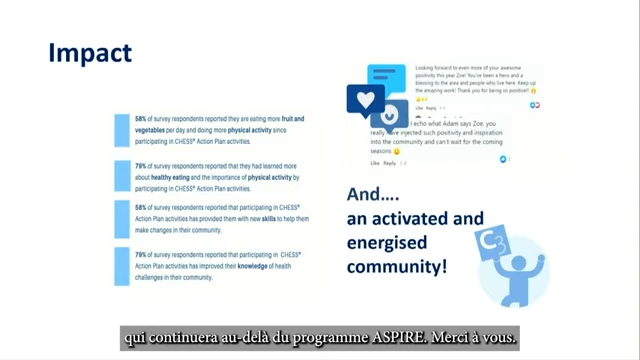 Impact
58% of survey respondents reported they are eating more fruit and
vegetables per day and doing more physical activity since
participating in CHESS® Action Plan activities.
79% of survey respondents reported that they had learned more
about healthy eating and the importance of physical activity by
participating in CHESS® Action Plan activities.
58% of survey respondents reported that participating in CHESS®
Action Plan activities has provided them with new skills to help them
make changes in their community.
79% of survey respondents reported that participating in CHESS®
Action Plan activities has improved their knowledge of health
challenges in their community.
Looking forward to even more of your awesome
positivity this year Zoe! You've been a hero and a
blessing to the area and people who live here. Keep up
the amazing work! Thank you for being so positive!
Like Reply
I echo what Adam says Zoe, you
really have injected such positivity and inspiration
into the community and can't wait for the coming
seasons
Like Reply
And....
an activated and
energised
community!
C3
qui continuera au-delà du programme ASPIRE. Merci à vous.